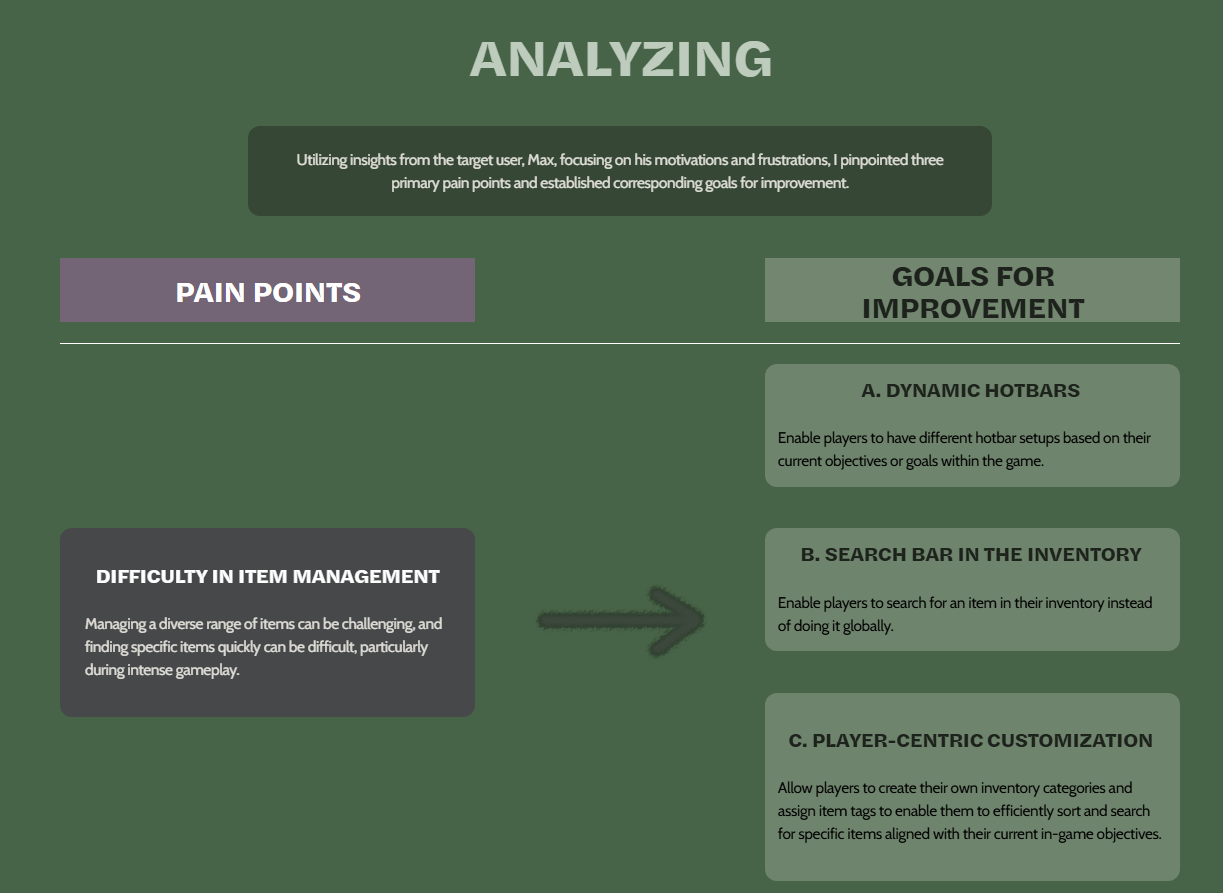 ANALYZING
Utilizing insights from the target user, Max, focusing on his motivations and frustrations, I pinpointed three
primary pain points and established corresponding goals for improvement.
PAIN POINTS
GOALS FOR
IMPROVEMENT
A. DYNAMIC HOTBARS
Enable players to have different hotbar setups based on their
current objectives or goals within the game.
DIFFICULTY IN ITEM MANAGEMENT
Managing a diverse range of items can be challenging, and
finding specific items quickly can be difficult, particularly
during intense gameplay.
B. SEARCH BAR IN THE INVENTORY
Enable players to search for an item in their inventory instead
of doing it globally.
C. PLAYER-CENTRIC CUSTOMIZATION
Allow players to create their own inventory categories and
assign item tags to enable them to efficiently sort and search
for specific items aligned with their current in-game objectives.